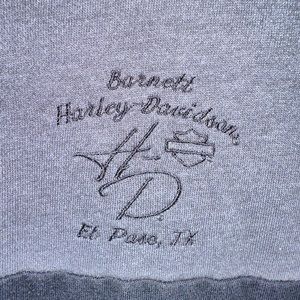 Barnett
Harley-Davidson,
H-
D.
El Paso, TX